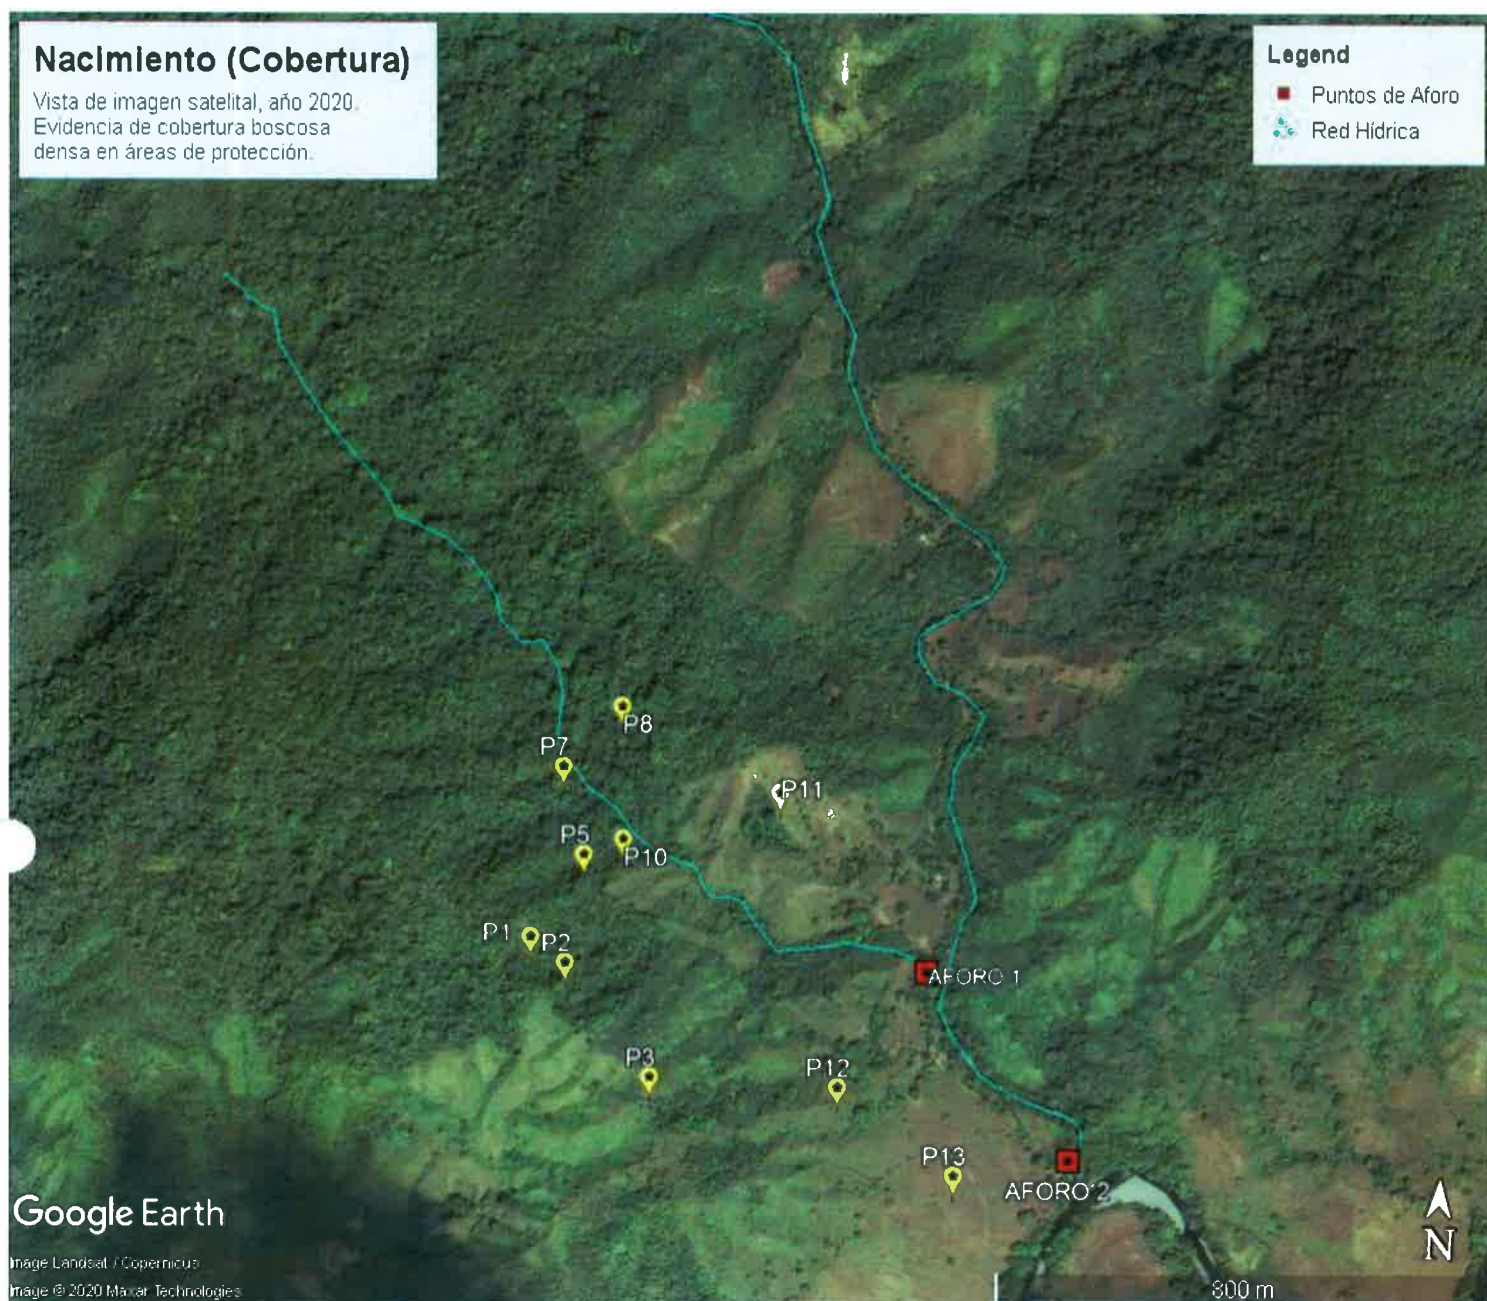 Nacimiento (Cobertura)
Vista de imagen satelital, año 2020.
Evidencia de cobertura boscosa
densa en áreas de protección.
Legend
Puntos de Aforo
Red Hídrica
P8
P7
P11
P5
P10
P1
P2
AFORO 1
P3
P12
P13
AFORO 2
Google Earth
N
Image Landsat / Copernicus
Image © 2020 Maxar Technologies
800 m